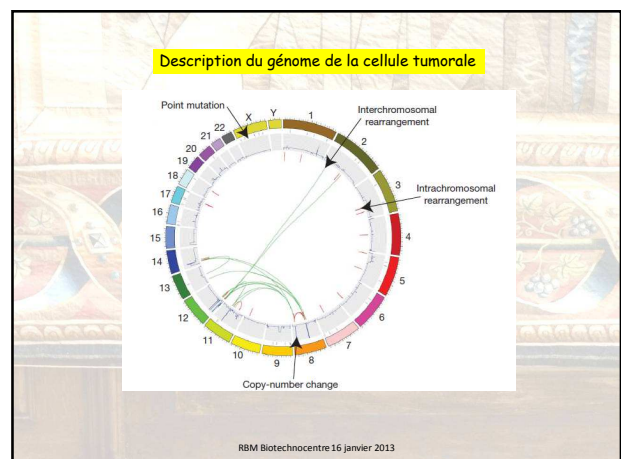 Description du génome de la cellule tumorale
Point mutation
Interchromosomal
rearrangement
X
Y
1
2
3
Intrachromosomal
rearrangement
4
5
6
7
8
9
10
11
12
13
14
15
16
17
18
19
20
21
22
Copy-number change
RBM Biotechnocentre 16 janvier 2013